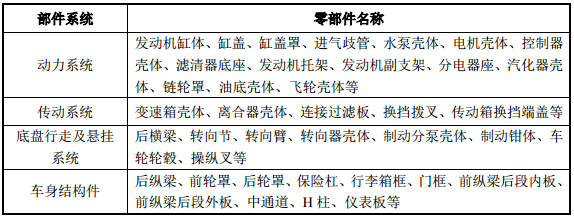 部件系统 零部件名称
动力系统 发动机缸体、缸盖、缸盖罩、进气歧管、水泵壳体、电机壳体、控制器
壳体、滤清器底座、发动机托架、发动机副支架、分电器座、汽化器壳
体、链轮罩、油底壳体、飞轮壳体等
传动系统 变速箱壳体、离合器壳体、连接过滤板、换挡拨叉、传动箱换挡端盖等
底盘行走及悬挂
系统
后横梁、转向节、转向臂、转向器壳体、制动分泵壳体、制动钳体、车
轮轮毂、操纵叉等
车身结构件 后纵梁、前轮罩、后轮罩、保险杠、行李箱框、门框、前纵梁后段内板、
前纵梁后段外板、中通道、H 柱、仪表板等